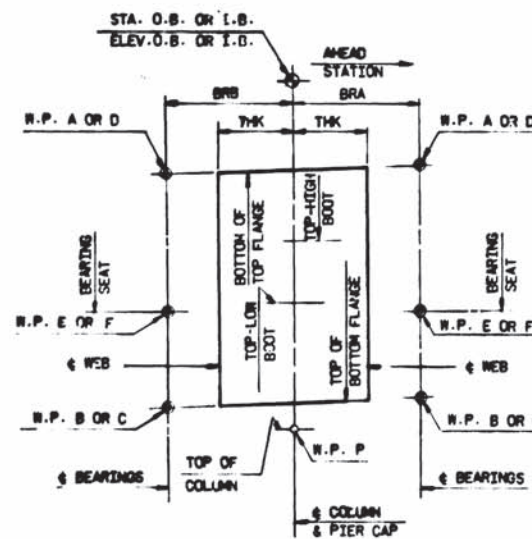 STA. O.B. OR I.B.
ELEV. O.B. OR I.B.
AHEAD
STATION
BRB
BRA
W.P. A OR D
THK
THK
W.P. A OR D
BOTTOM OF
TOP FLANGE
TOP-HIGH
BOOT
BEARING
SEAT
BEARING
SEAT
W.P. E OR F
TOP-LOW
BOOT
TOP OF
BOTTOM FLANGE
W.P. E OR F
₵ WEB
₵ WEB
W.P. B OR C
W.P. B OR
TOP OF
COLUMN
W.P. P
₵ BEARINGS
₵ BEARINGS
₵ COLUMN
& PIER CAP